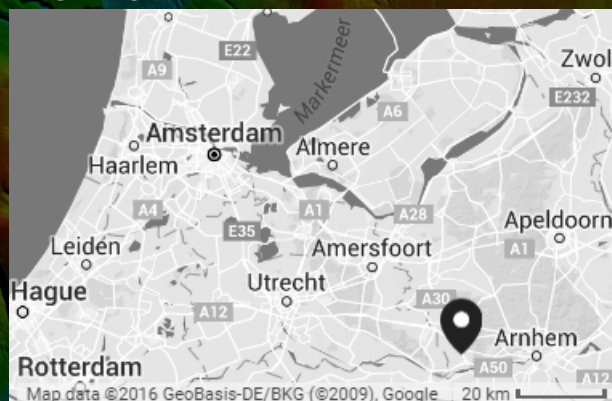 E22
Zwol
A9
Markermeer
E232
A6
Amsterdam
Almere
Haarlem
A4
A1
A28
Apeldoorn
E35
A1
Leiden
Amersfoort
Utrecht
Hague
A30
A12
Arnhem
Rotterdam
A50
A12
Map data ©2016 GeoBasis-DE/BKG (©2009), Google
20 km